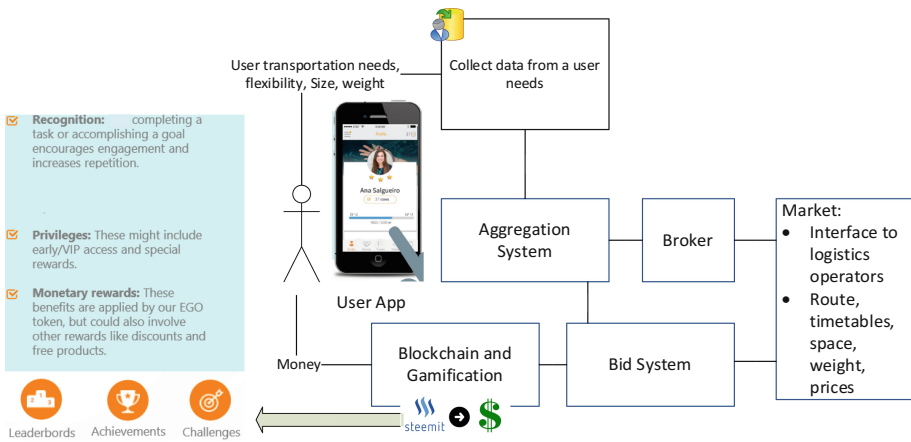 User transportation needs,
flexibility, Size, weight
Collect data from a user
needs
Recognition: completing a
task or accomplishing a goal
encourages engagement and
increases repetition.
Privileges: These might include
early/VIP access and special
rewards.
Monetary rewards: These
benefits are applied by our EGO
token, but could also involve
other rewards like discounts and
free products.
Leaderbords
Achievements
Challenges
Ana Salgueiro
User App
Money
Aggregation
System
Broker
Market:
• Interface to
logistics
operators
• Route,
timetables,
space,
weight,
prices
Blockchain and
Gamification
Bid System
steemit
$